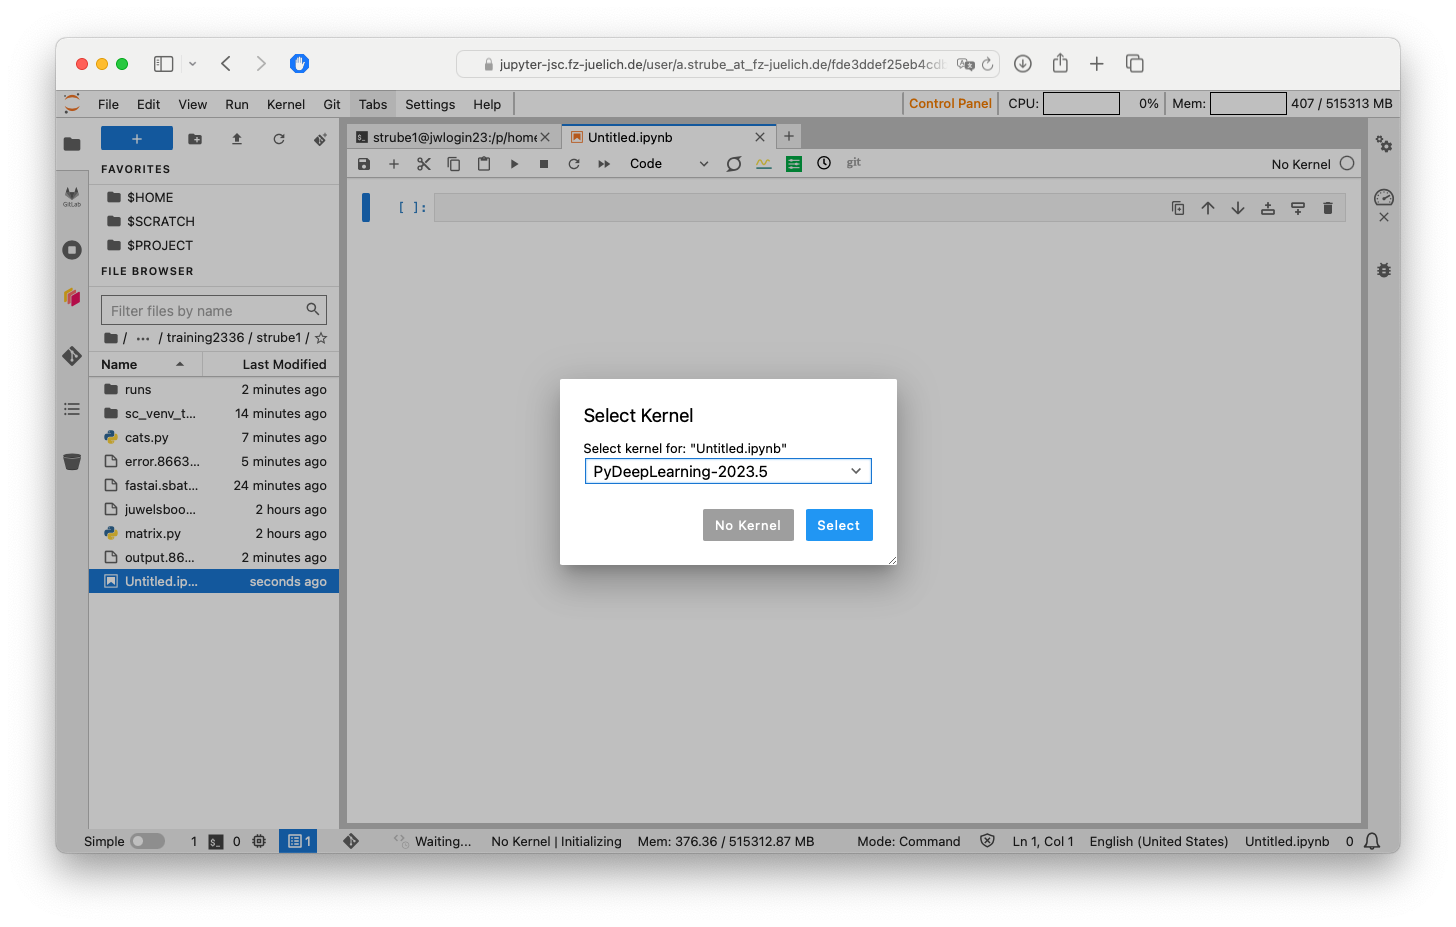 jupyter-jsc.fz-juelich.de/user/a.strube_at_fz-juelich.de/fde3ddef25eb4cdb
File Edit View Run Kernel Git Tabs Settings Help Control Panel CPU: 0% Mem: 407 / 515313 MB
strube1@jwlogin23:/p/home
Untitled.ipynb
Code
git
No Kernel
+
FAVORITES
$HOME
$SCRATCH
$PROJECT
FILE BROWSER
Filter files by name
/ ··· / training2336 / strube1 /
Name Last Modified
runs 2 minutes ago
sc_venv_t... 14 minutes ago
cats.py 7 minutes ago
error.8663... 5 minutes ago
fastai.sbat... 24 minutes ago
juwelsboo... 2 hours ago
matrix.py 2 hours ago
output.86... 2 minutes ago
Untitled.ip... seconds ago
GitLab
[ ]:
Select Kernel
Select kernel for: "Untitled.ipynb"
PyDeepLearning-2023.5
No Kernel Select
Simple 1 $_ 0 1 Waiting... No Kernel | Initializing Mem: 376.36 / 515312.87 MB Mode: Command Ln 1, Col 1 English (United States) Untitled.ipynb 0